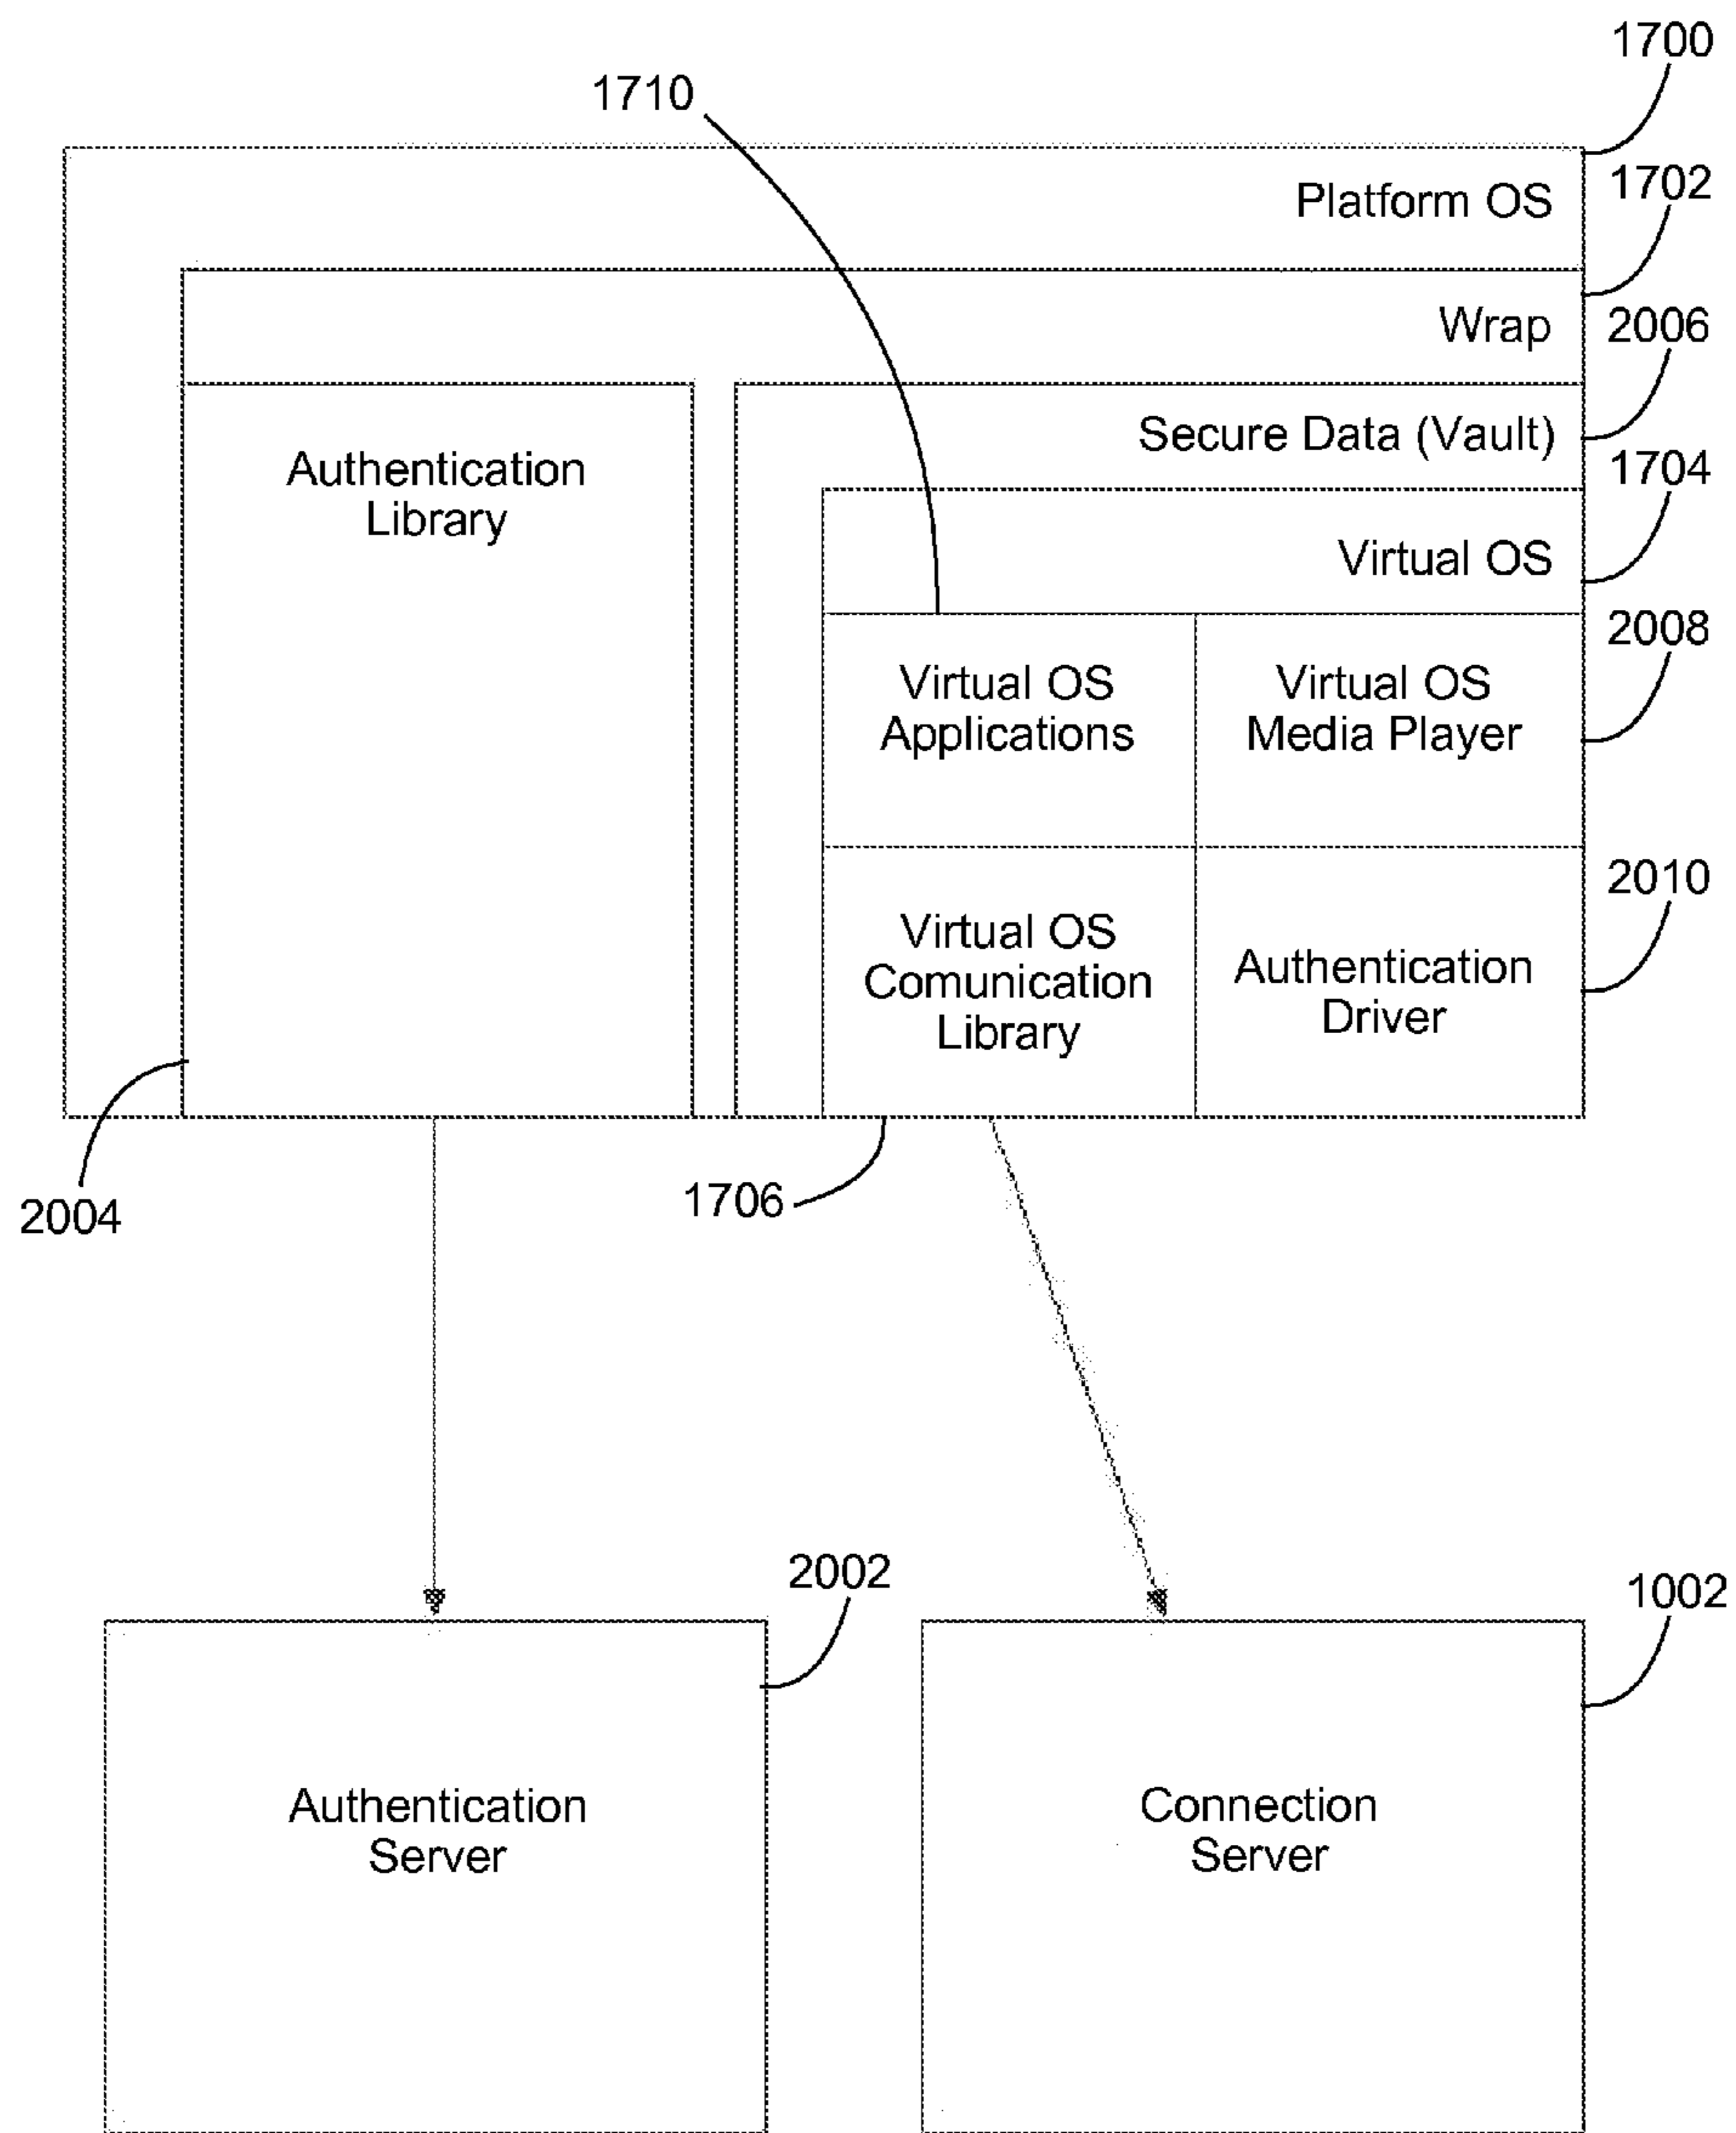 1700
1710
Platform OS
1702
Wrap
2006
Secure Data (Vault)
1704
Authentication
Library
Virtual OS
2008
Virtual OS
Applications
Virtual OS
Media Player
2010
Virtual OS
Comunication
Library
Authentication
Driver
2004
1706
2002
1002
Authentication
Server
Connection
Server